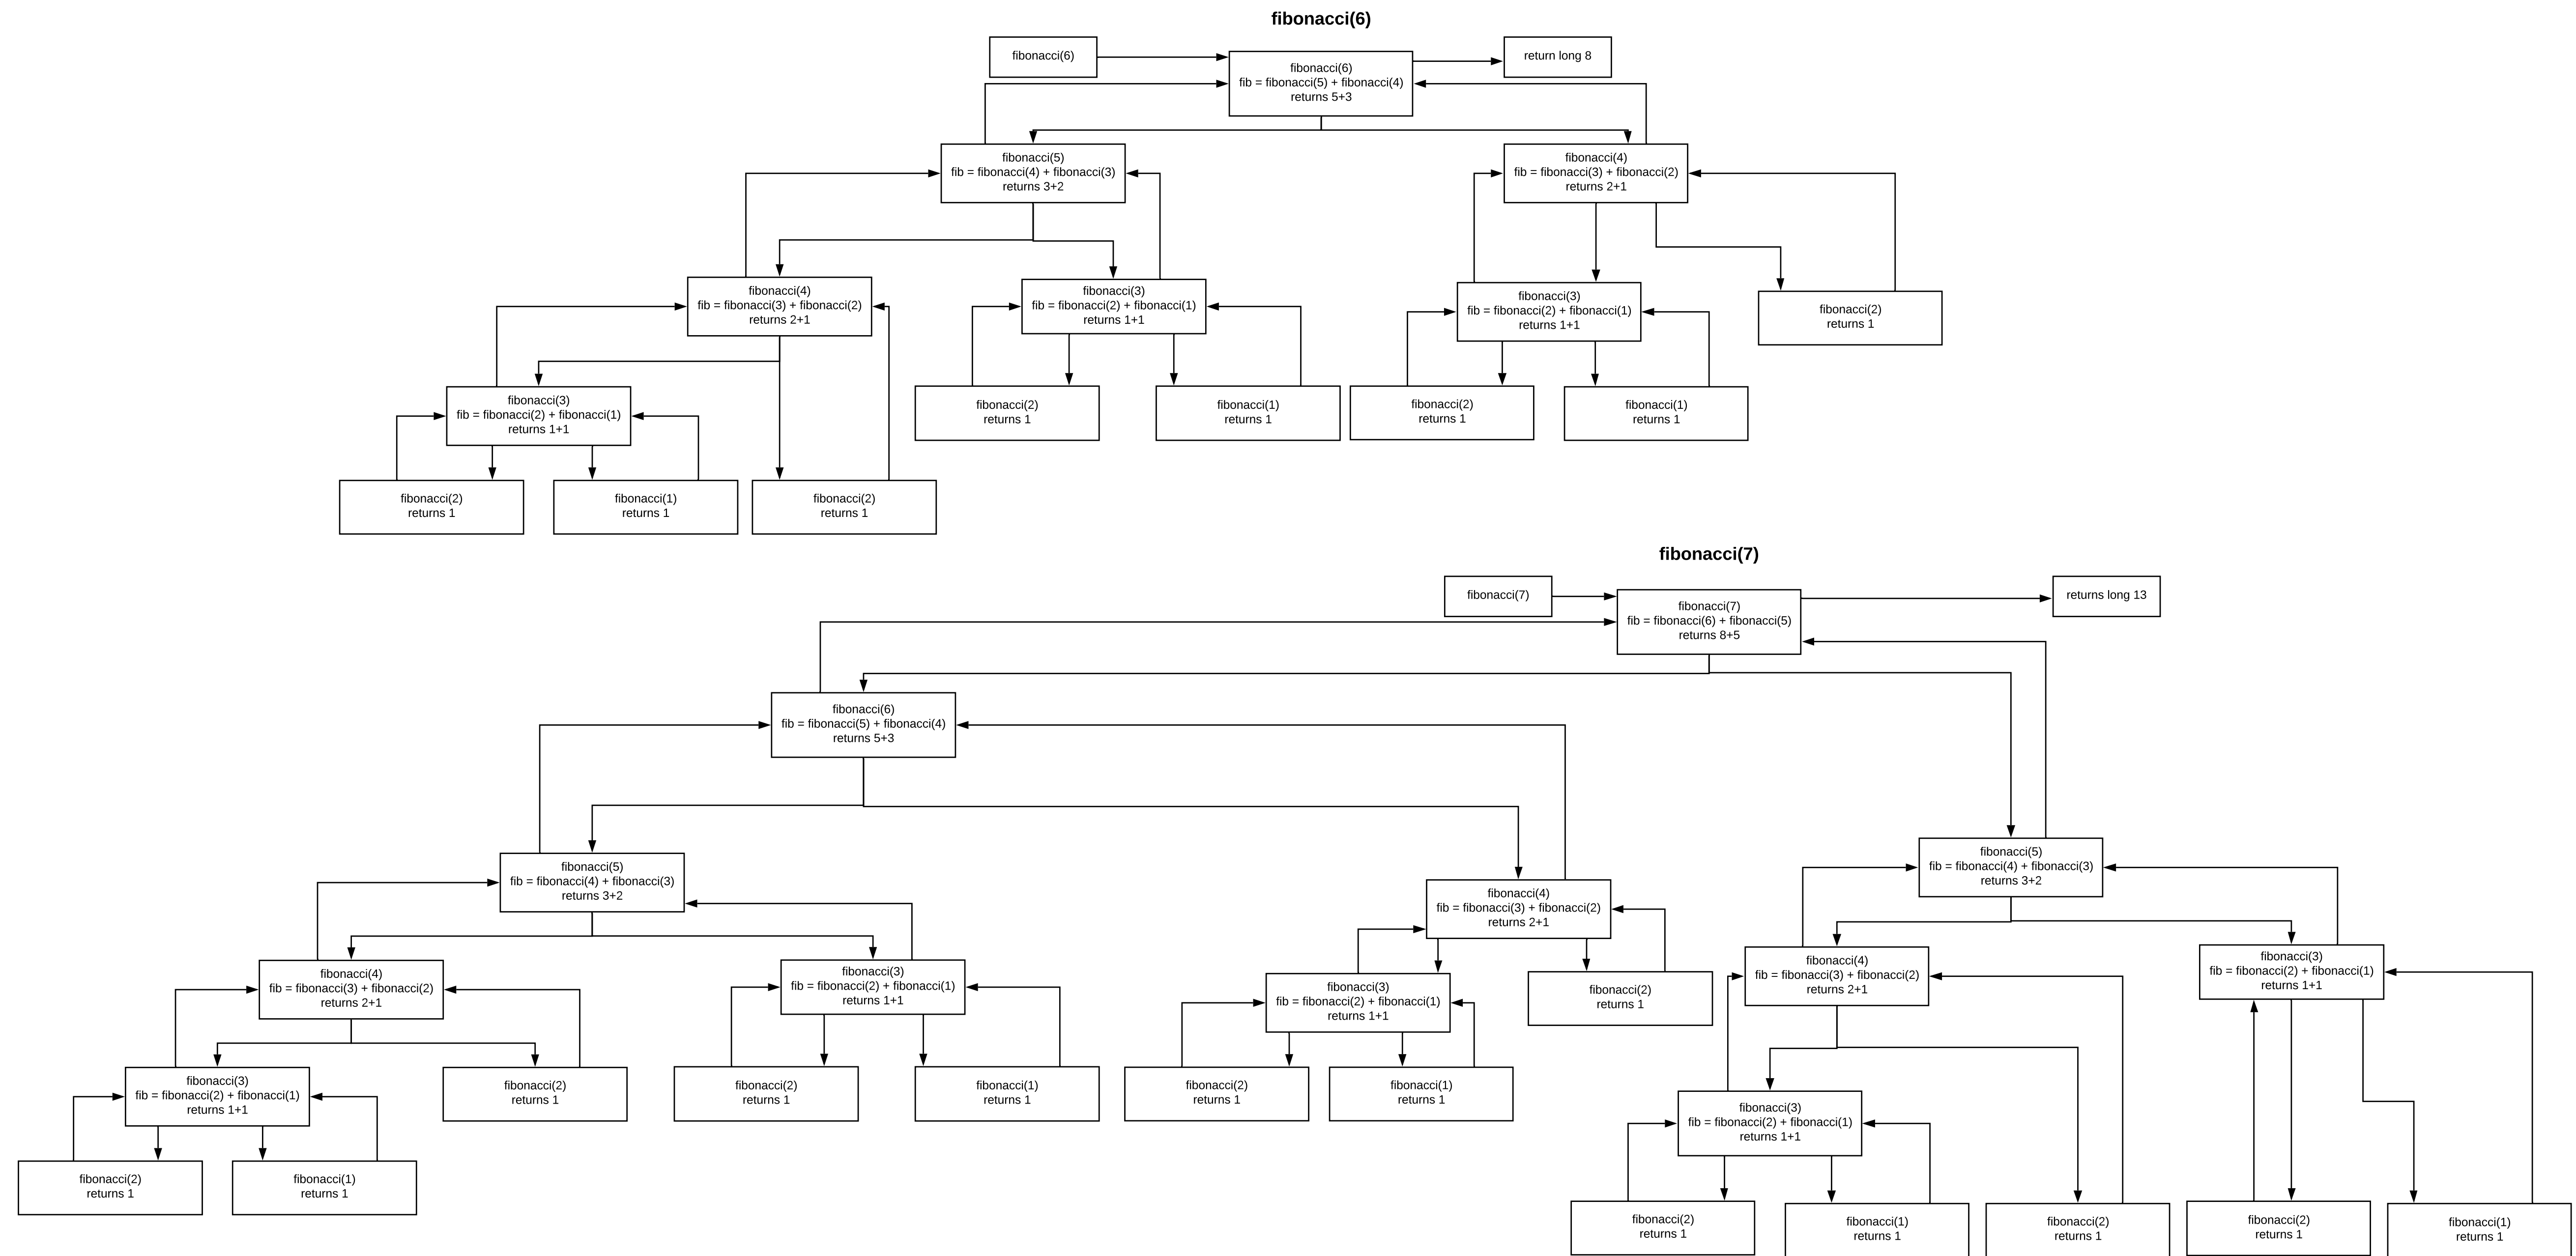 fibonacci(6)
fibonacci(6)
fibonacci(6)
fib = fibonacci(5) + fibonacci(4)
returns 5+3
return long 8
fibonacci(5)
fib = fibonacci(4) + fibonacci(3)
returns 3+2
fibonacci(4)
fib = fibonacci(3) + fibonacci(2)
returns 2+1
fibonacci(4)
fib = fibonacci(3) + fibonacci(2)
returns 2+1
fibonacci(3)
fib = fibonacci(2) + fibonacci(1)
returns 1+1
fibonacci(3)
fib = fibonacci(2) + fibonacci(1)
returns 1+1
fibonacci(2)
returns 1
fibonacci(3)
fib = fibonacci(2) + fibonacci(1)
returns 1+1
fibonacci(2)
returns 1
fibonacci(1)
returns 1
fibonacci(2)
returns 1
fibonacci(1)
returns 1
fibonacci(2)
returns 1
fibonacci(1)
returns 1
fibonacci(2)
returns 1
fibonacci(7)
fibonacci(7)
fibonacci(7)
fib = fibonacci(6) + fibonacci(5)
returns 8+5
returns long 13
fibonacci(6)
fib = fibonacci(5) + fibonacci(4)
returns 5+3
fibonacci(5)
fib = fibonacci(4) + fibonacci(3)
returns 3+2
fibonacci(4)
fib = fibonacci(3) + fibonacci(2)
returns 2+1
fibonacci(5)
fib = fibonacci(4) + fibonacci(3)
returns 3+2
fibonacci(4)
fib = fibonacci(3) + fibonacci(2)
returns 2+1
fibonacci(3)
fib = fibonacci(2) + fibonacci(1)
returns 1+1
fibonacci(3)
fib = fibonacci(2) + fibonacci(1)
returns 1+1
fibonacci(2)
returns 1
fibonacci(4)
fib = fibonacci(3) + fibonacci(2)
returns 2+1
fibonacci(3)
fib = fibonacci(2) + fibonacci(1)
returns 1+1
fibonacci(3)
fib = fibonacci(2) + fibonacci(1)
returns 1+1
fibonacci(2)
returns 1
fibonacci(2)
returns 1
fibonacci(1)
returns 1
fibonacci(2)
returns 1
fibonacci(1)
returns 1
fibonacci(3)
fib = fibonacci(2) + fibonacci(1)
returns 1+1
fibonacci(2)
returns 1
fibonacci(1)
returns 1
fibonacci(2)
returns 1
fibonacci(1)
returns 1
fibonacci(2)
returns 1
fibonacci(2)
returns 1
fibonacci(1)
returns 1